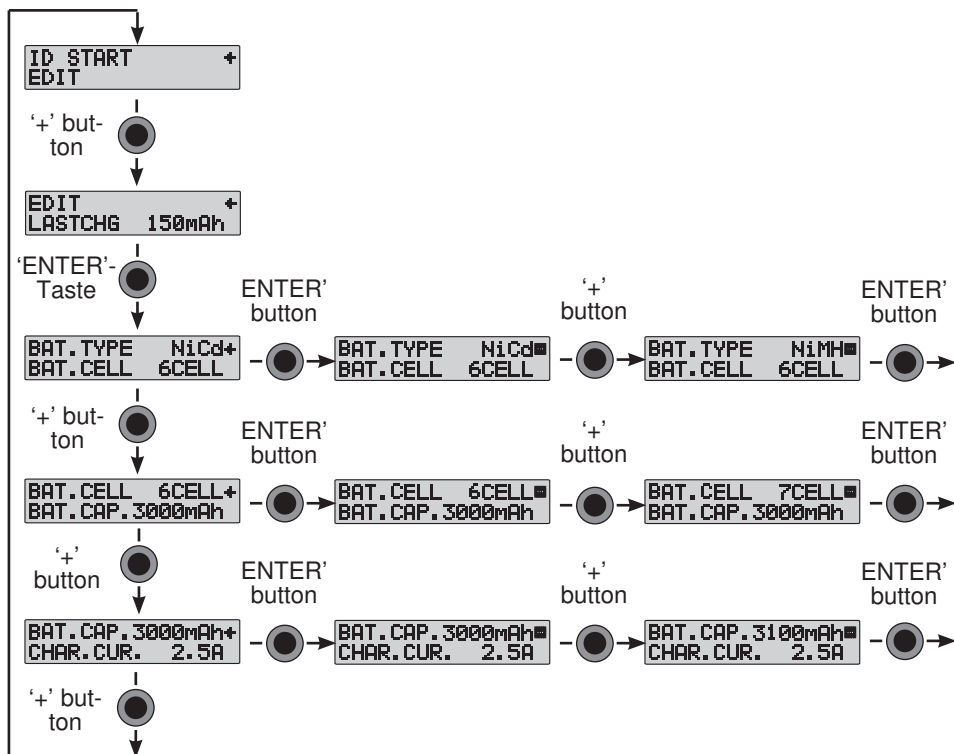 ID START
EDIT
‘+’ but-
ton
EDIT
LASTCHG 150mAh
‘ENTER’-
Taste
ENTER’
button
‘+’
button
ENTER’
button
BAT.TYPE NiCd
BAT.CELL 6CELL
BAT.TYPE NiCd
BAT.CELL 6CELL
BAT.TYPE NiMH
BAT.CELL 6CELL
‘+’ but-
ton
ENTER’
button
‘+’
button
ENTER’
button
BAT.CELL 6CELL
BAT.CAP.3000mAh
BAT.CELL 6CELL
BAT.CAP.3000mAh
BAT.CELL 7CELL
BAT.CAP.3000mAh
‘+’
button
ENTER’
button
‘+’
button
ENTER’
button
BAT.CAP.3000mAh
CHAR.CUR. 2.5A
BAT.CAP.3000mAh
CHAR.CUR. 2.5A
BAT.CAP.3100mAh
CHAR.CUR. 2.5A
‘+’ but-
ton